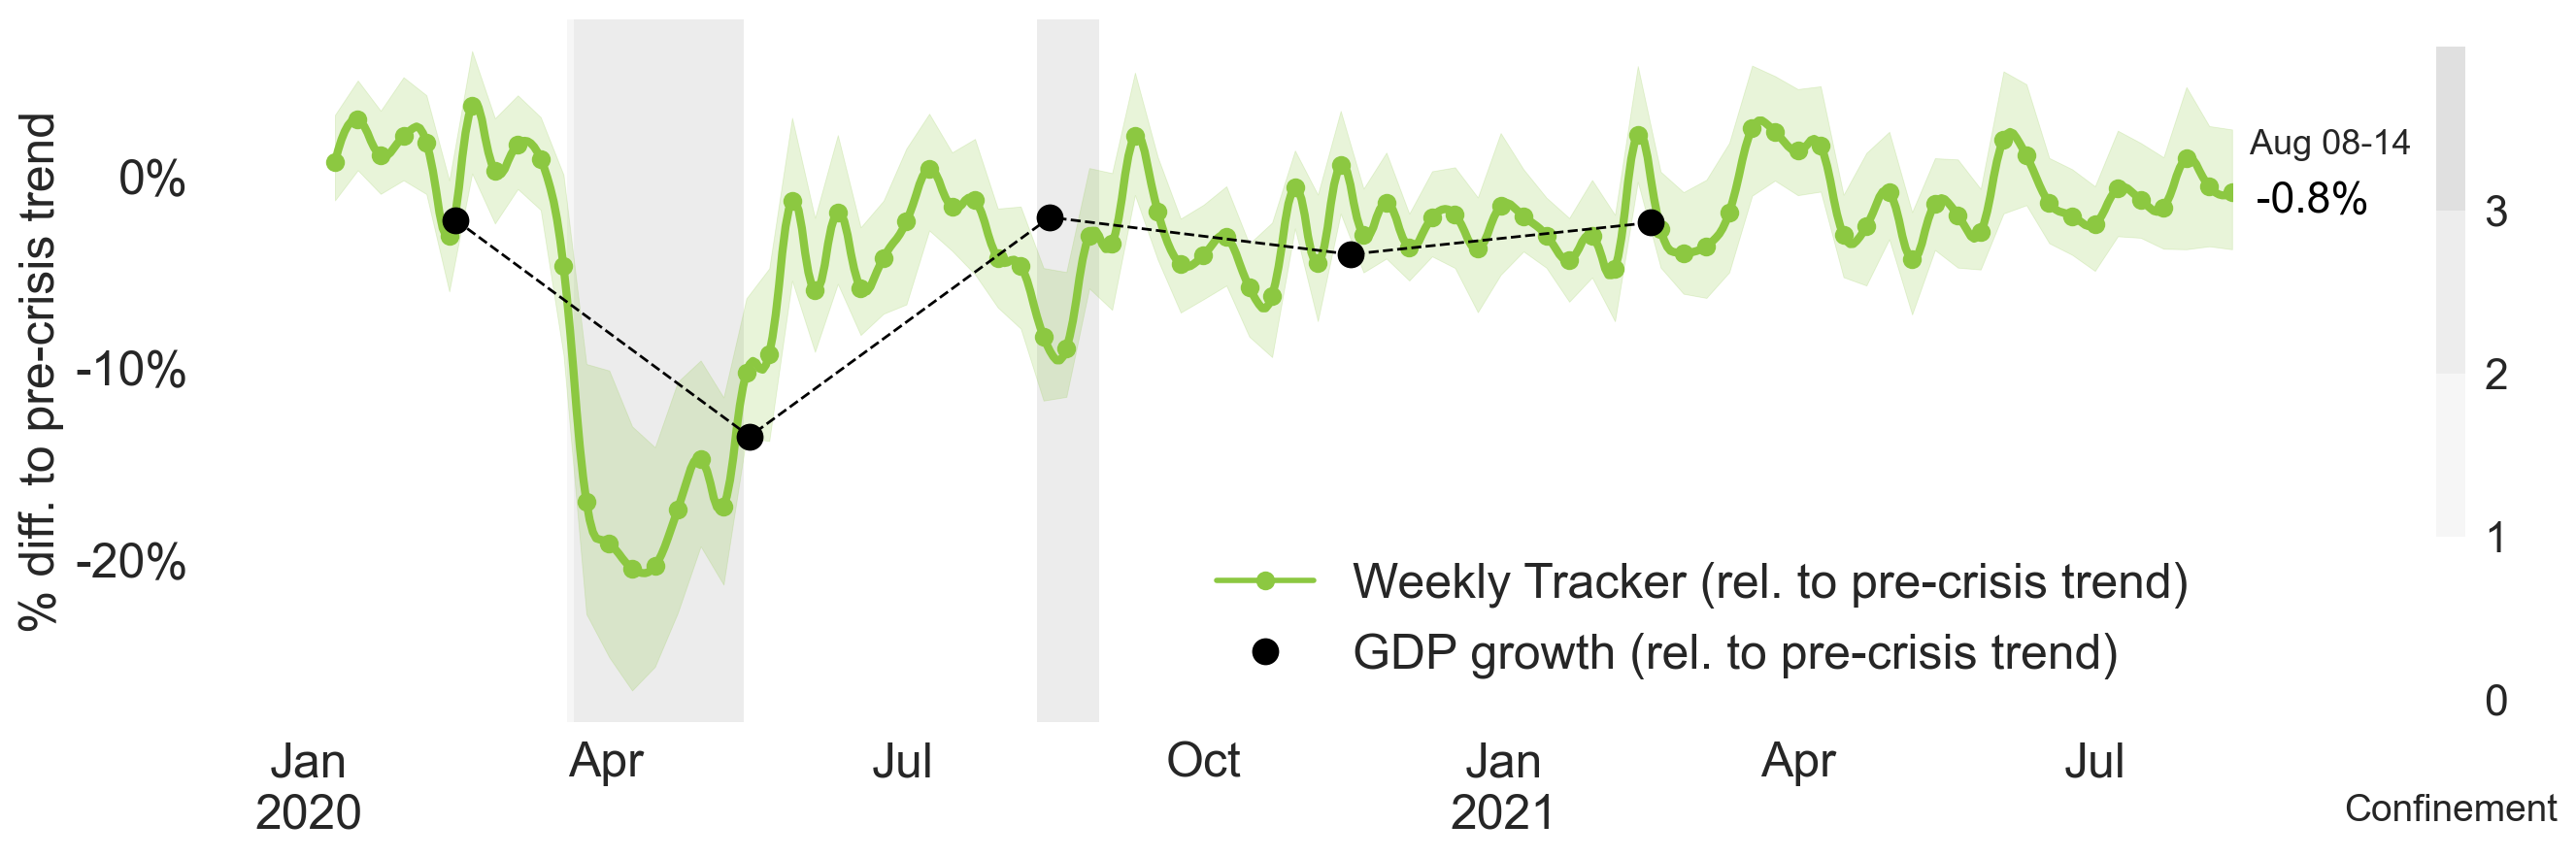 % diff. to pre-crisis trend
0%
-10%
-20%
Aug 08-14
-0.8%
3
2
1
0
Weekly Tracker (rel. to pre-crisis trend)
GDP growth (rel. to pre-crisis trend)
Jan Apr Jul Oct Jan Apr Jul
2020 2021
Confinement